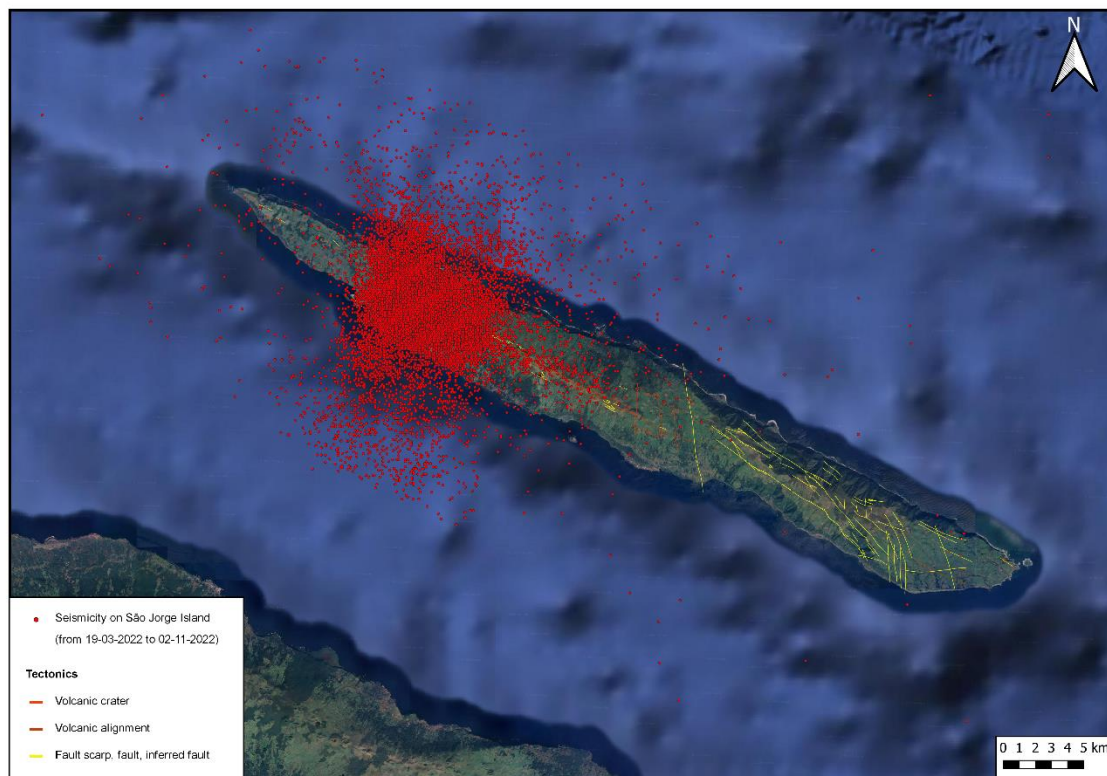 N
Seismicity on São Jorge Island
(from 19-03-2022 to 02-11-2022)
Tectonics
Volcanic crater
Volcanic alignment
Fault scarp, fault, inferred fault
0 1 2 3 4 5 km